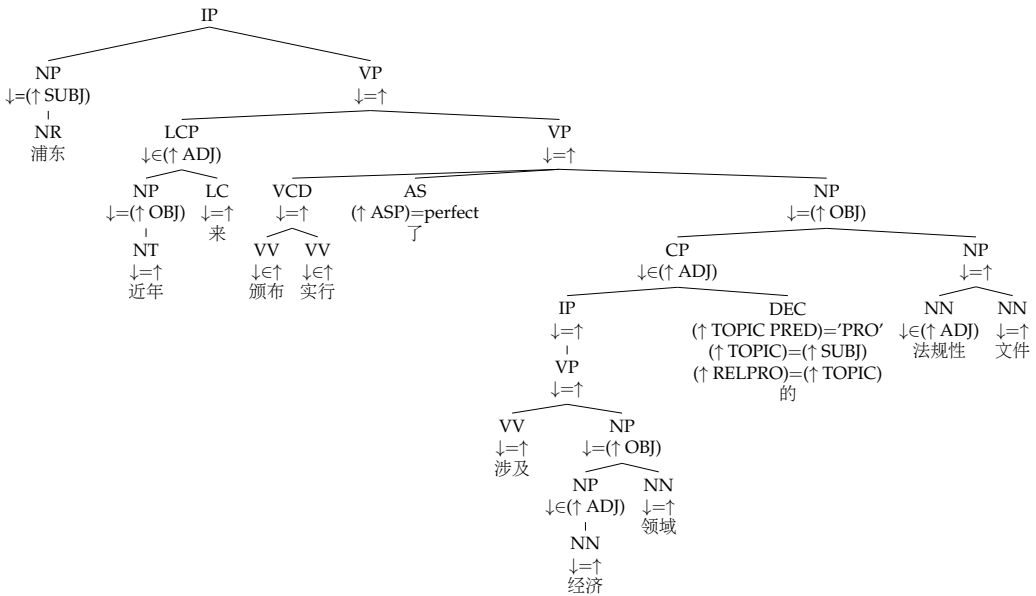 IP
NP VP
↓=(↑ SUBJ) ↓=↑
NR LCP VP
浦东 ↓∈(↑ ADJ) ↓=↑
NP LC VCD AS NP
↓=(↑ OBJ) ↓=↑ ↓=↑ (↑ ASP)=perfect ↓=(↑ OBJ)
来 了
NT VV VV CP NP
↓=↑ ↓∈↑ ↓∈↑ ↓∈(↑ ADJ) ↓=↑
近年 颁布 实行
IP DEC NN NN
↓=↑ (↑ TOPIC PRED)='PRO' ↓∈(↑ ADJ) ↓=↑
(↑ TOPIC)=(↑ SUBJ) 法规性 文件
VP (↑ RELPRO)=(↑ TOPIC)
↓=↑ 的
VV NP
↓=↑ ↓=(↑ OBJ)
涉及
NP NN
↓∈(↑ ADJ) ↓=↑
领域
NN
↓=↑
经济